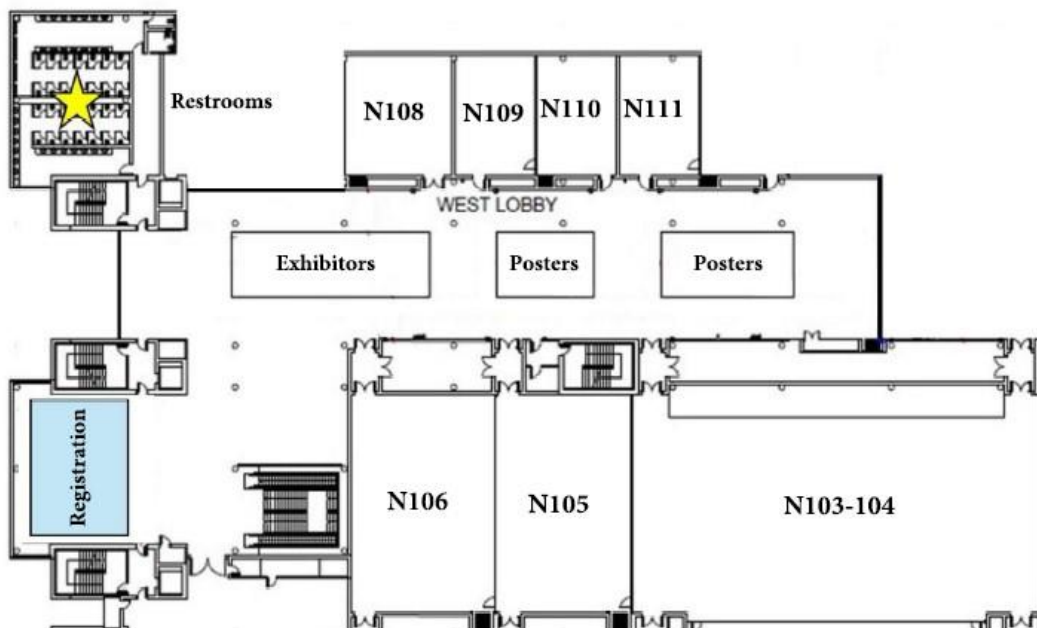 Restrooms
N108
N109
N110
N111
WEST LOBBY
Exhibitors
Posters
Posters
Registration
N106
N105
N103-104